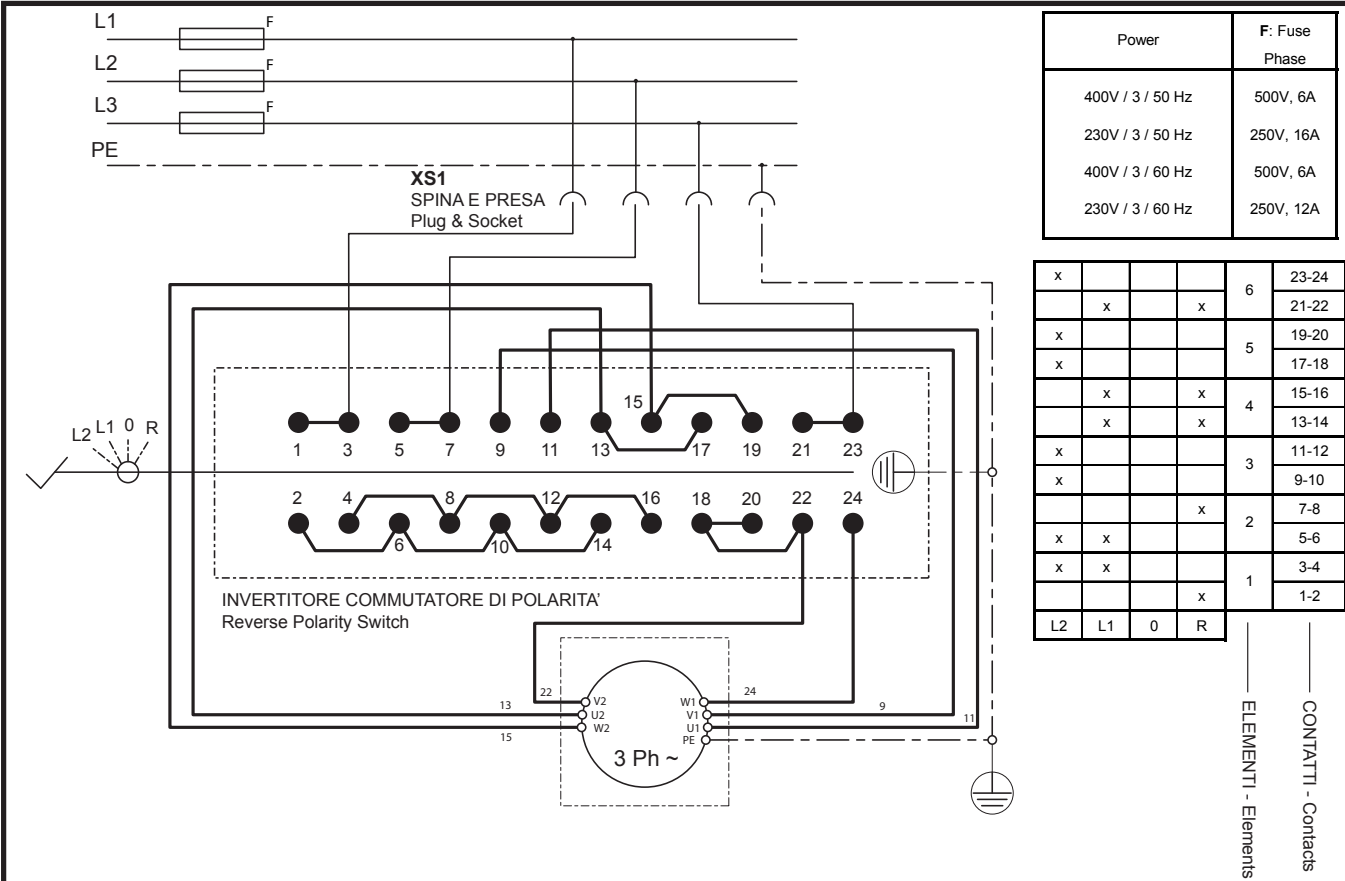 L1
F
L2
F
L3
F
PE
XS1
SPINA E PRESA
Plug & Socket
Power
F: Fuse
Phase
400V / 3 / 50 Hz 500V, 6A
230V / 3 / 50 Hz 250V, 16A
400V / 3 / 60 Hz 500V, 6A
230V / 3 / 60 Hz 250V, 12A
L2 L1 0 R
15
1 3 5 7 9 11 13 17 19 21 23
2 4 8 12 16 18 20 22 24
6 10 14
INVERTITORE COMMUTATORE DI POLARITA’
Reverse Polarity Switch
22
13
15
V2
U2
W2
W1
V1
U1
PE
24
9
11
3 Ph ~
x 6 23-24
x x 21-22
x 5 19-20
x 17-18
x x 4 15-16
x x 13-14
x 3 11-12
x 9-10
x 2 7-8
x x 5-6
x x 1 3-4
x 1-2
L2 L1 0 R
ELEMENTI - Elements
CONTATTI - Contacts